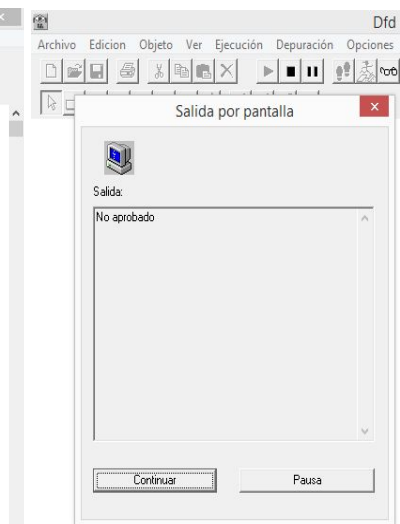 Dfd
Archivo Edicion Objeto Ver Ejecución Depuración Opciones
Salida por pantalla
Salida:
No aprobado
Continuar Pausa